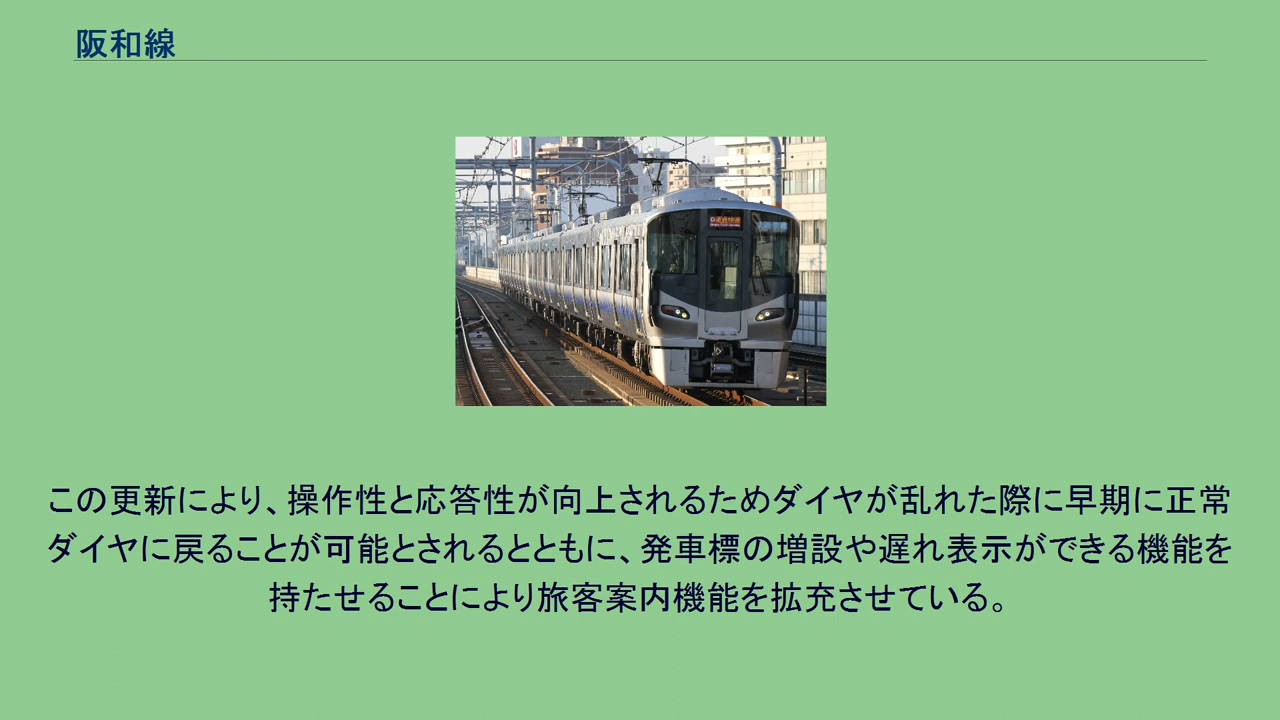 阪和線
この更新により、操作性と応答性が向上されるためダイヤが乱れた際に早期に正常
ダイヤに戻ることが可能とされるとともに、発車標の増設や遅れ表示ができる機能を
持たせることにより旅客案内機能を拡充させている。